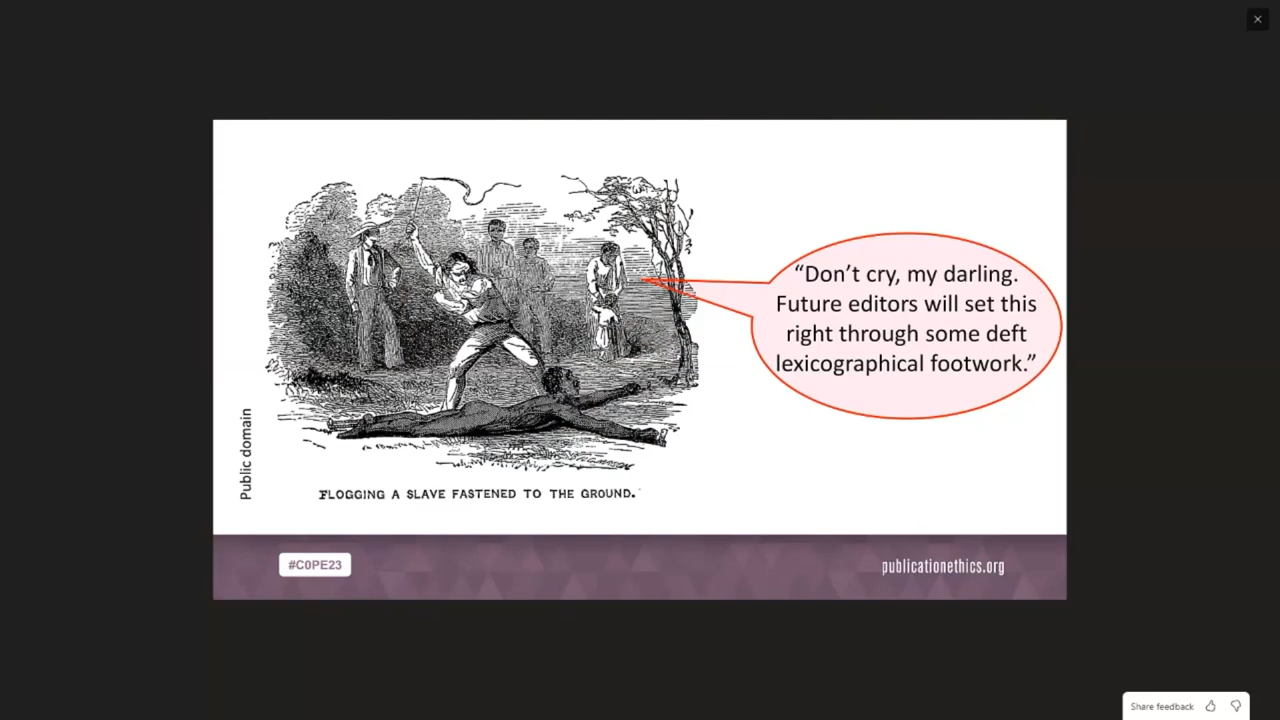 “Don’t cry, my darling.
Future editors will set this
right through some deft
lexicographical footwork.”
Public domain
FLOGGING A SLAVE FASTENED TO THE GROUND.
#C0PE23
publicationethics.org
Share feedback